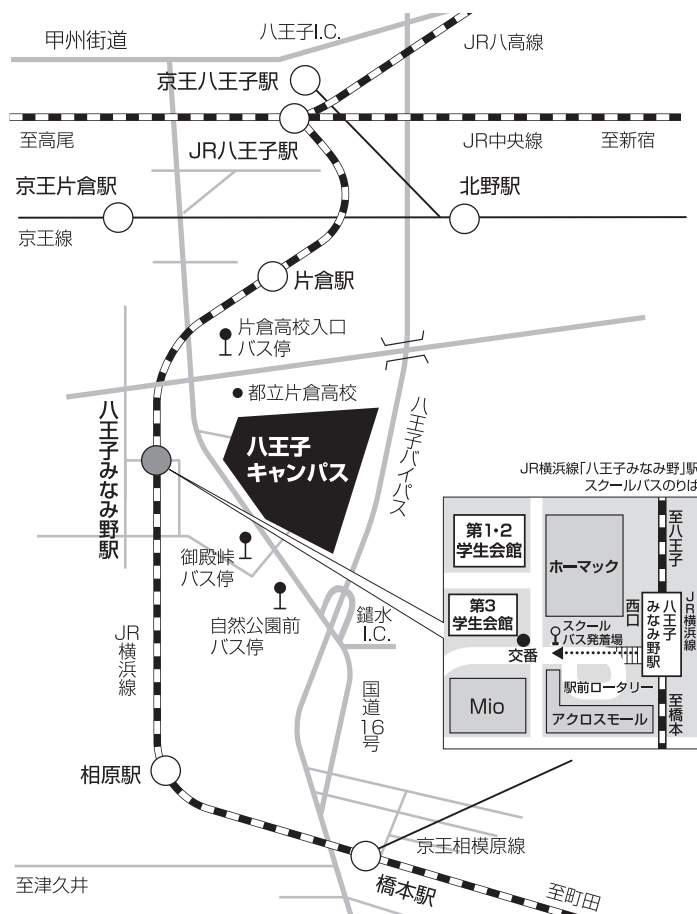 甲州街道
八王子I.C.
JR八高線
京王八王子駅
至高尾
JR八王子駅
JR中央線
至新宿
京王片倉駅
北野駅
京王線
片倉駅
片倉高校入口
バス停
都立片倉高校
八王子バイパス
八王子みなみ野駅
八王子
キャンパス
御殿峠
バス停
自然公園前
バス停
鑓水
I.C.
JR
横浜線
国道16号
相原駅
京王相模原線
橋本駅
至津久井
至町田
JR横浜線「八王子みなみ野」駅
スクールバスのりば
第1・2
学生会館
ホーマック
至八王子
第3
学生会館
スクール
バス発着場
西口
八王子
みなみ野駅
JR横浜線
交番
駅前ロータリー
Mio
アクロスモール
至橋本